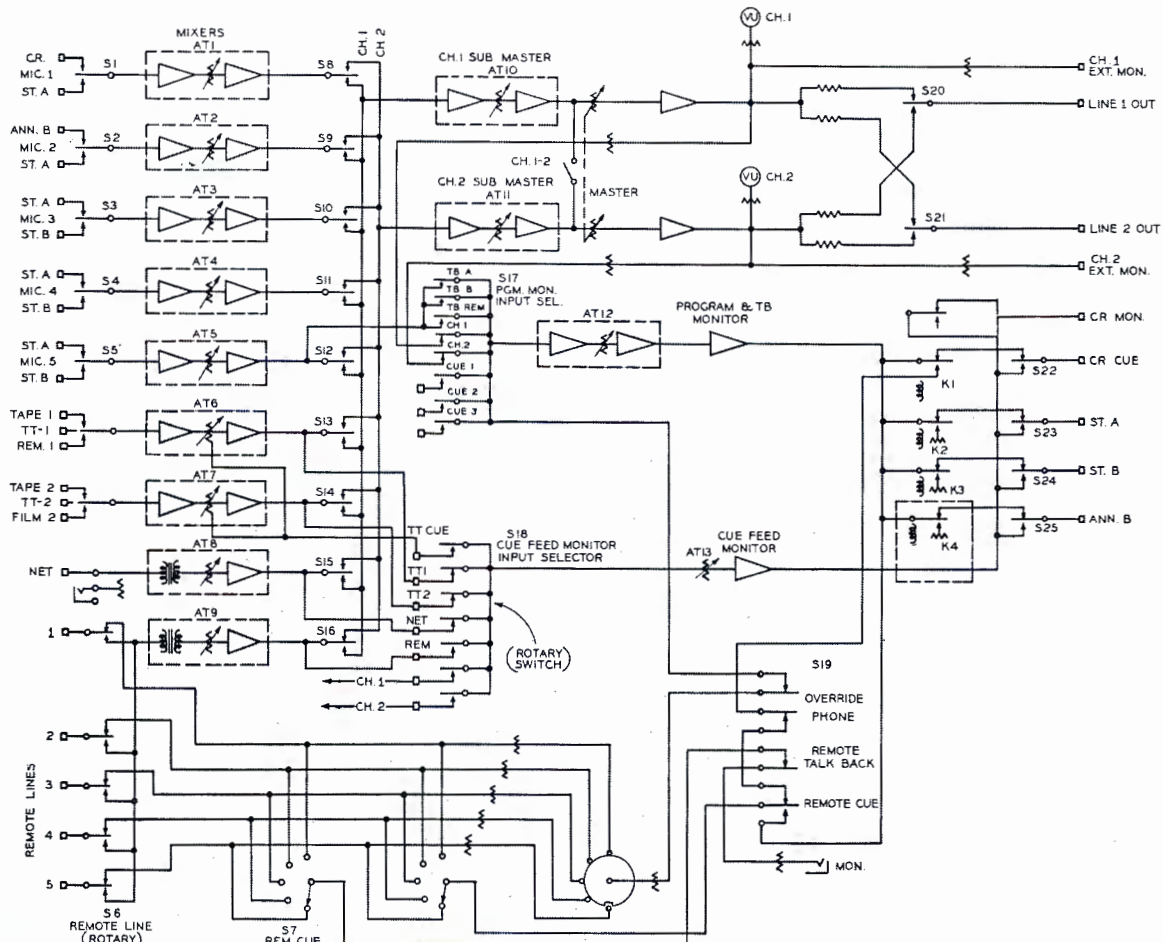 MIXERS
AT1
CR.
MIC. 1
ST. A
S1
S8
CH. 1
CH. 2
ANN. B
MIC. 2
ST. A
S2
AT2
S9
ST. A
MIC. 3
ST. B
S3
AT3
S10
ST. A
MIC. 4
ST. B
S4
AT4
S11
ST. A
MIC. 5
ST. B
S5
AT5
S12
TAPE 1
TT-1
REM. 1
AT6
S13
TAPE 2
TT-2
FILM 2
AT7
S14
NET
AT8
S15
AT9
S16
1
2
3
4
5
REMOTE LINES
S6
REMOTE LINE
(ROTARY)
S7
REM CUE
CH. 1 SUB MASTER
AT10
CH. 1-2
MASTER
CH. 2 SUB MASTER
AT11
VU
CH. 1
VU
CH. 2
S20
S21
CH. 1
EXT. MON.
LINE 1 OUT
LINE 2 OUT
CH. 2
EXT. MON.
TB A
TB B
TB REM
CH 1
CH. 2
CUE 1
CUE 2
CUE 3
S17
PGM. MON.
INPUT SEL.
AT12
PROGRAM & TB
MONITOR
CR MON.
CR CUE
ST. A
ST. B
ANN. B
K1
K2
K3
K4
S22
S23
S24
S25
TT CUE
TT1
TT2
NET
REM
CH. 1
CH. 2
S18
CUE FEED MONITOR
INPUT SELECTOR
(ROTARY
SWITCH)
AT13
CUE FEED
MONITOR
S19
OVERRIDE
PHONE
REMOTE
TALK BACK
REMOTE CUE
MON.